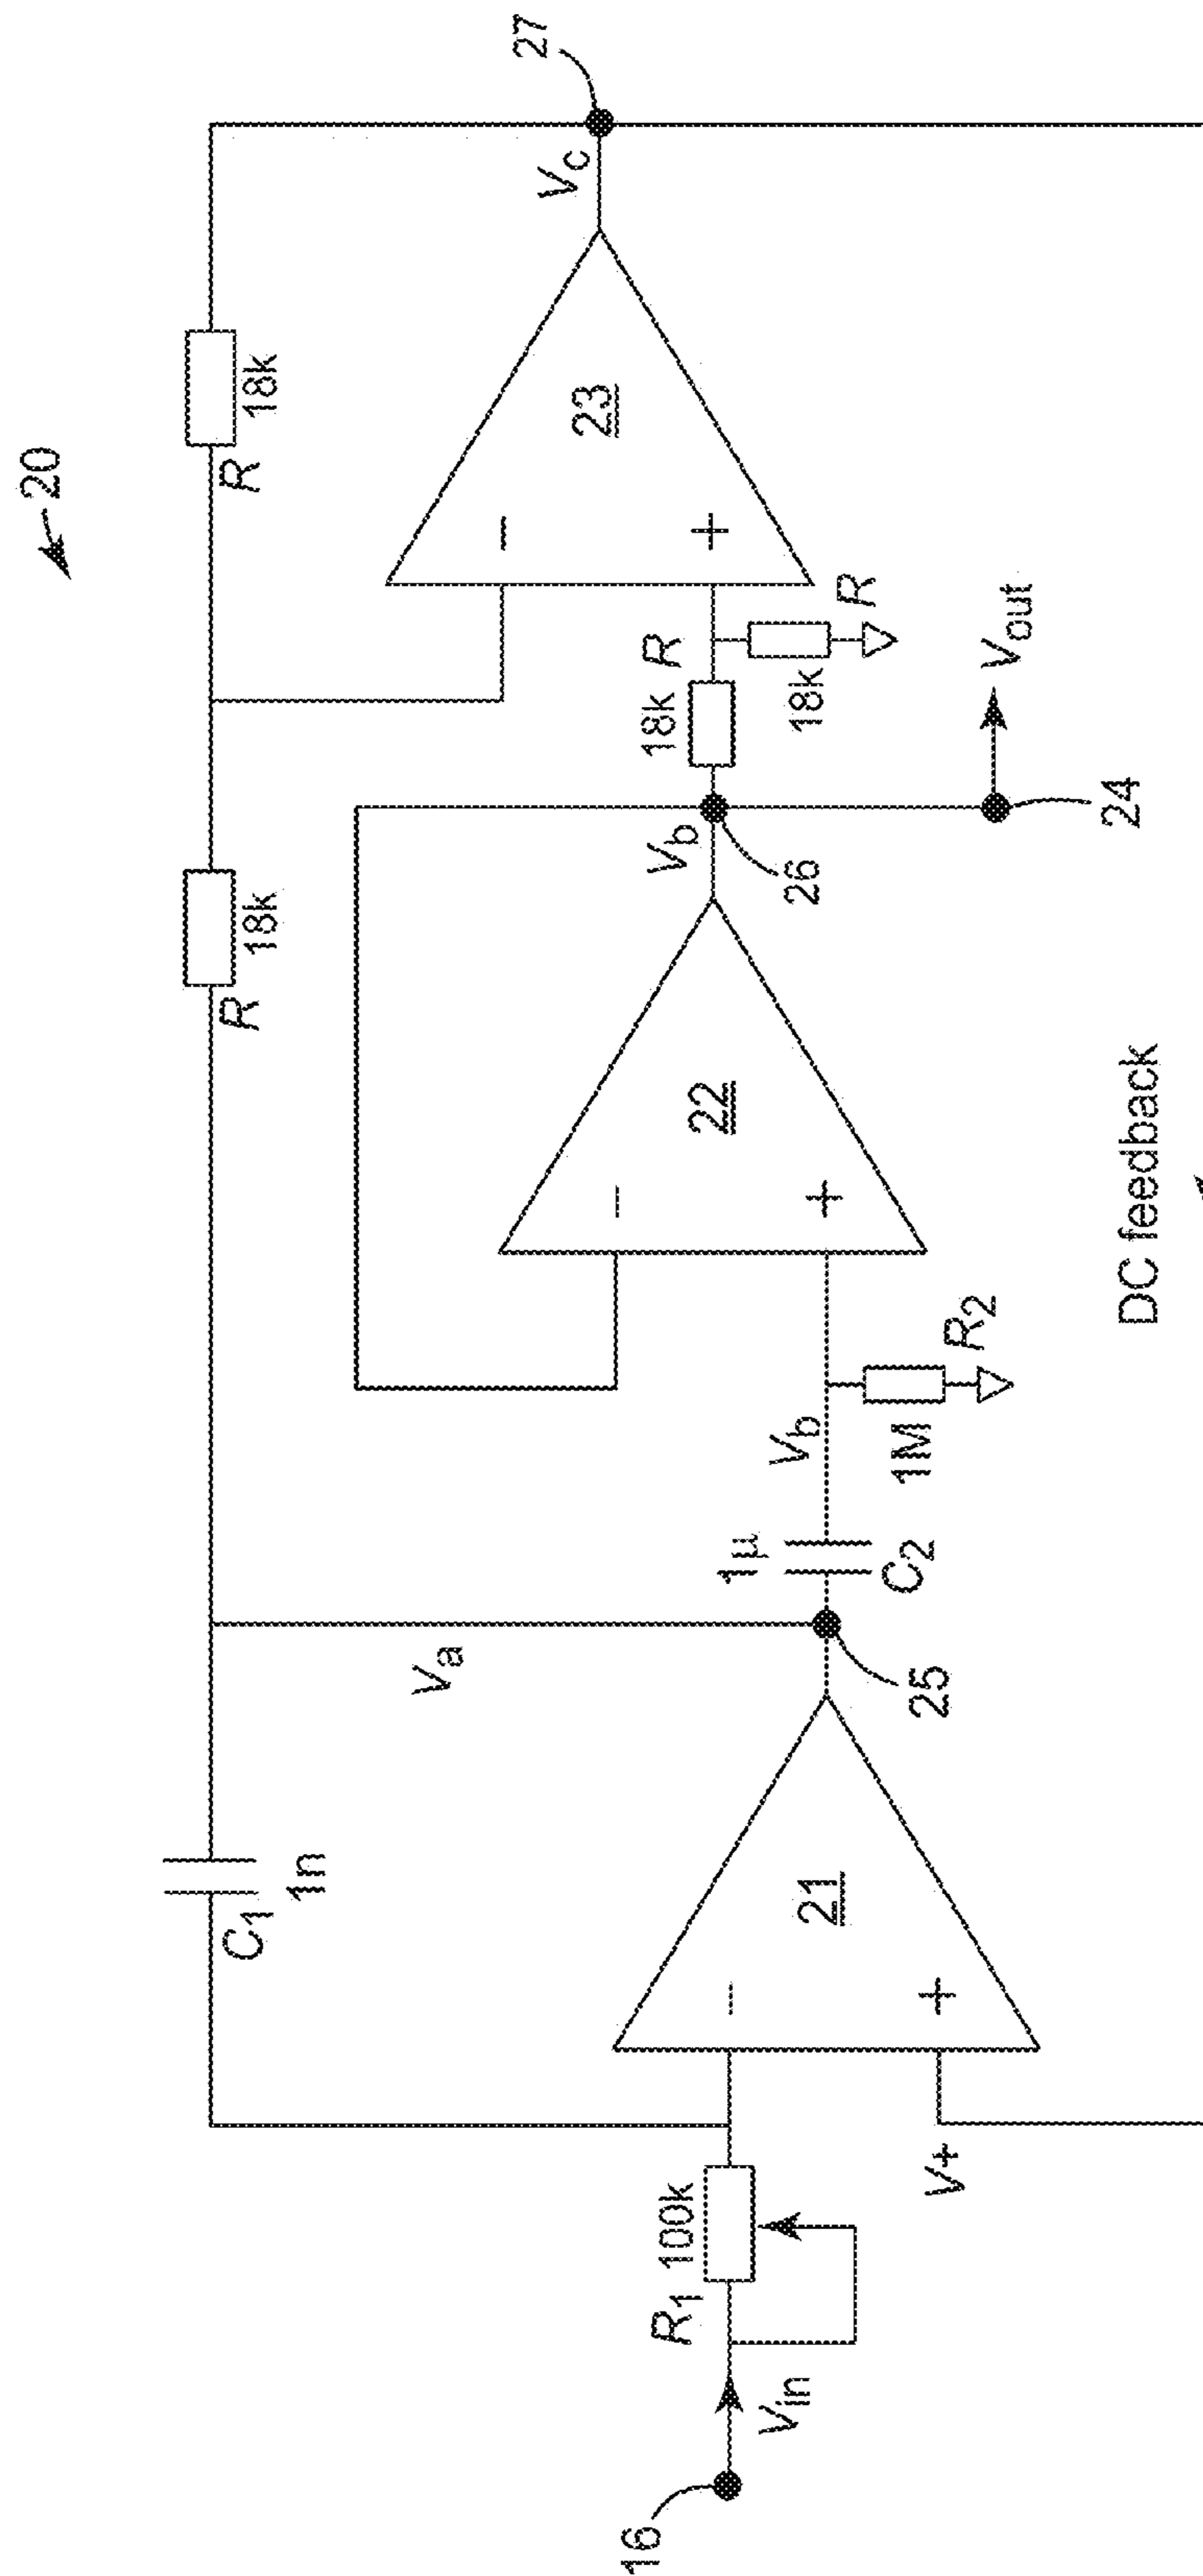 20
R
18k
R
18k
C1
1n
Va
27
Vc
23
−
+
R
18k
R
18k
Vb
26
24
Vout
22
−
+
Vb
1µ
C2
1M
R2
25
21
−
+
R1
100k
Vin
16
V+
DC feedback